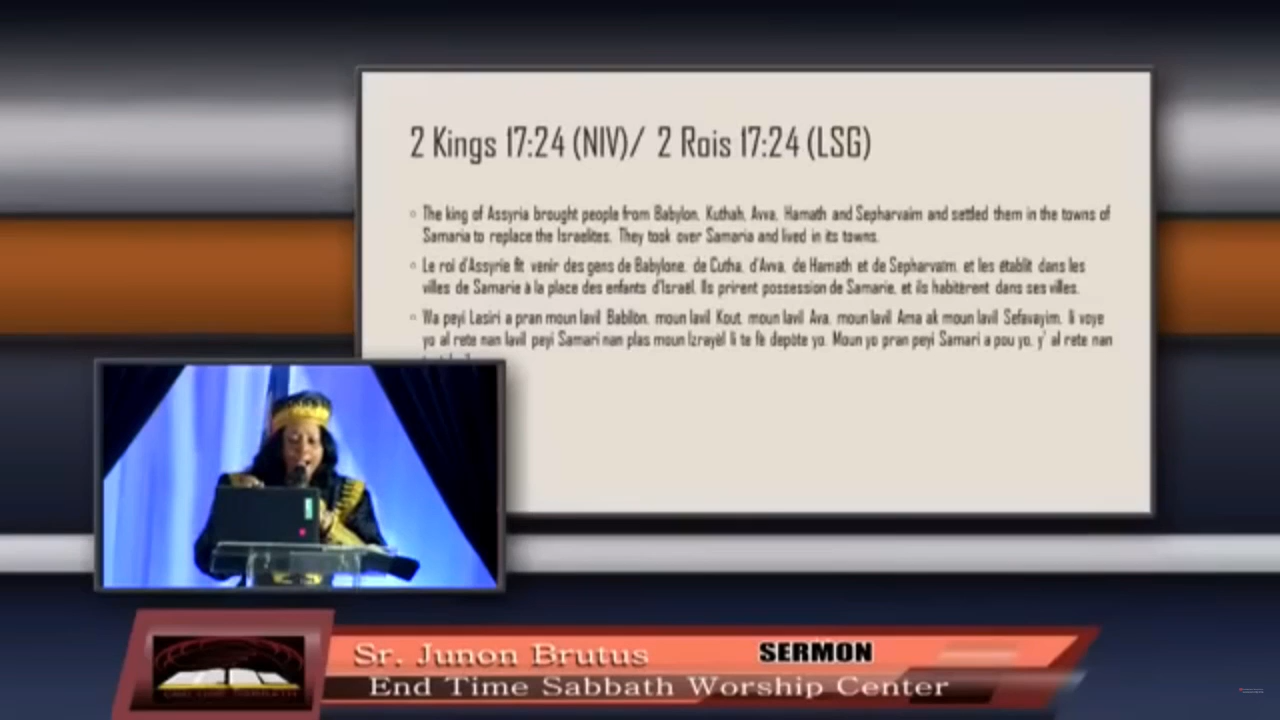 2 Kings 17:24 (NIV)/ 2 Rois 17:24 (LSG)
The king of Assyria brought people from Babylon, Kuthah, Avva, Hamath and Sepharvaim and settled them in the towns of
Samaria to replace the Israelites. They took over Samaria and lived in its towns.
Le roi d'Assyrie fit venir des gens de Babylone, de Cutha, d'Avva, de Hamath et de Sepharvaïm, et les établit dans les
villes de Samarie à la place des enfants d'Israël. Ils prirent possession de Samarie, et ils habitèrent dans ses villes.
Wa peyi Lasiri a pran moun lavil Babilòn, moun lavil Kout, moun lavil Ava, moun lavil Ama ak moun lavil Sefavayim, li voye
yo al rete nan lavil peyi Samari nan plas moun Izrayèl li te fè depòte yo. Moun yo pran peyi Samari a pou yo, y' al rete nan
Sr. Junon Brutus
SERMON
End Time Sabbath Worship Center